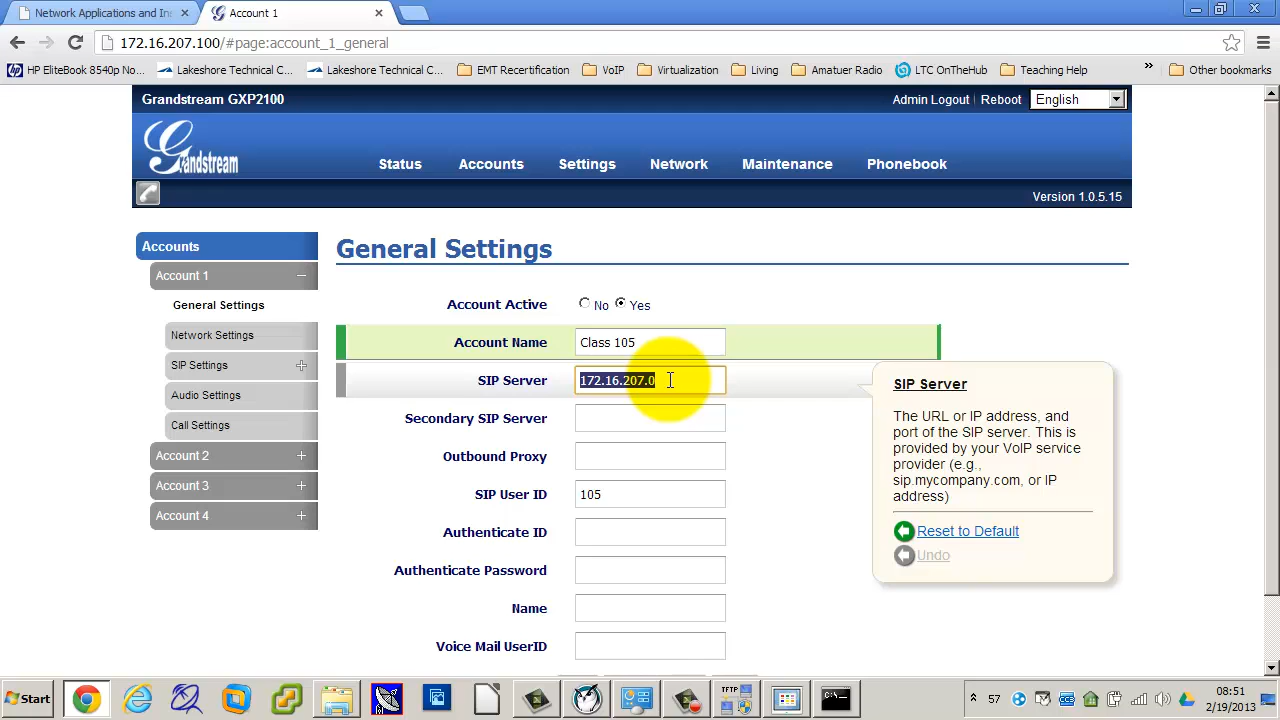 Network Applications and In
Account 1
172.16.207.100/#page:account_1_general
HP EliteBook 8540p No...
Lakeshore Technical C...
Lakeshore Technical C...
EMT Recertification
VoIP
Virtualization
Living
Amatuer Radio
LTC OnTheHub
Teaching Help
»
Other bookmarks
Grandstream GXP2100
Admin Logout
Reboot
English
Grandstream
Status
Accounts
Settings
Network
Maintenance
Phonebook
Version 1.0.5.15
Accounts
Account 1
General Settings
Network Settings
SIP Settings
Audio Settings
Call Settings
Account 2
Account 3
Account 4
General Settings
Account Active
No
Yes
Account Name
Class 105
SIP Server
172.16.207.0
Secondary SIP Server
Outbound Proxy
SIP User ID
105
Authenticate ID
Authenticate Password
Name
Voice Mail UserID
SIP Server
The URL or IP address, and
port of the SIP server. This is
provided by your VoIP service
provider (e.g.,
sip.mycompany.com, or IP
address)
Reset to Default
Undo
Start
TFTP
57
08:51
2/19/2013